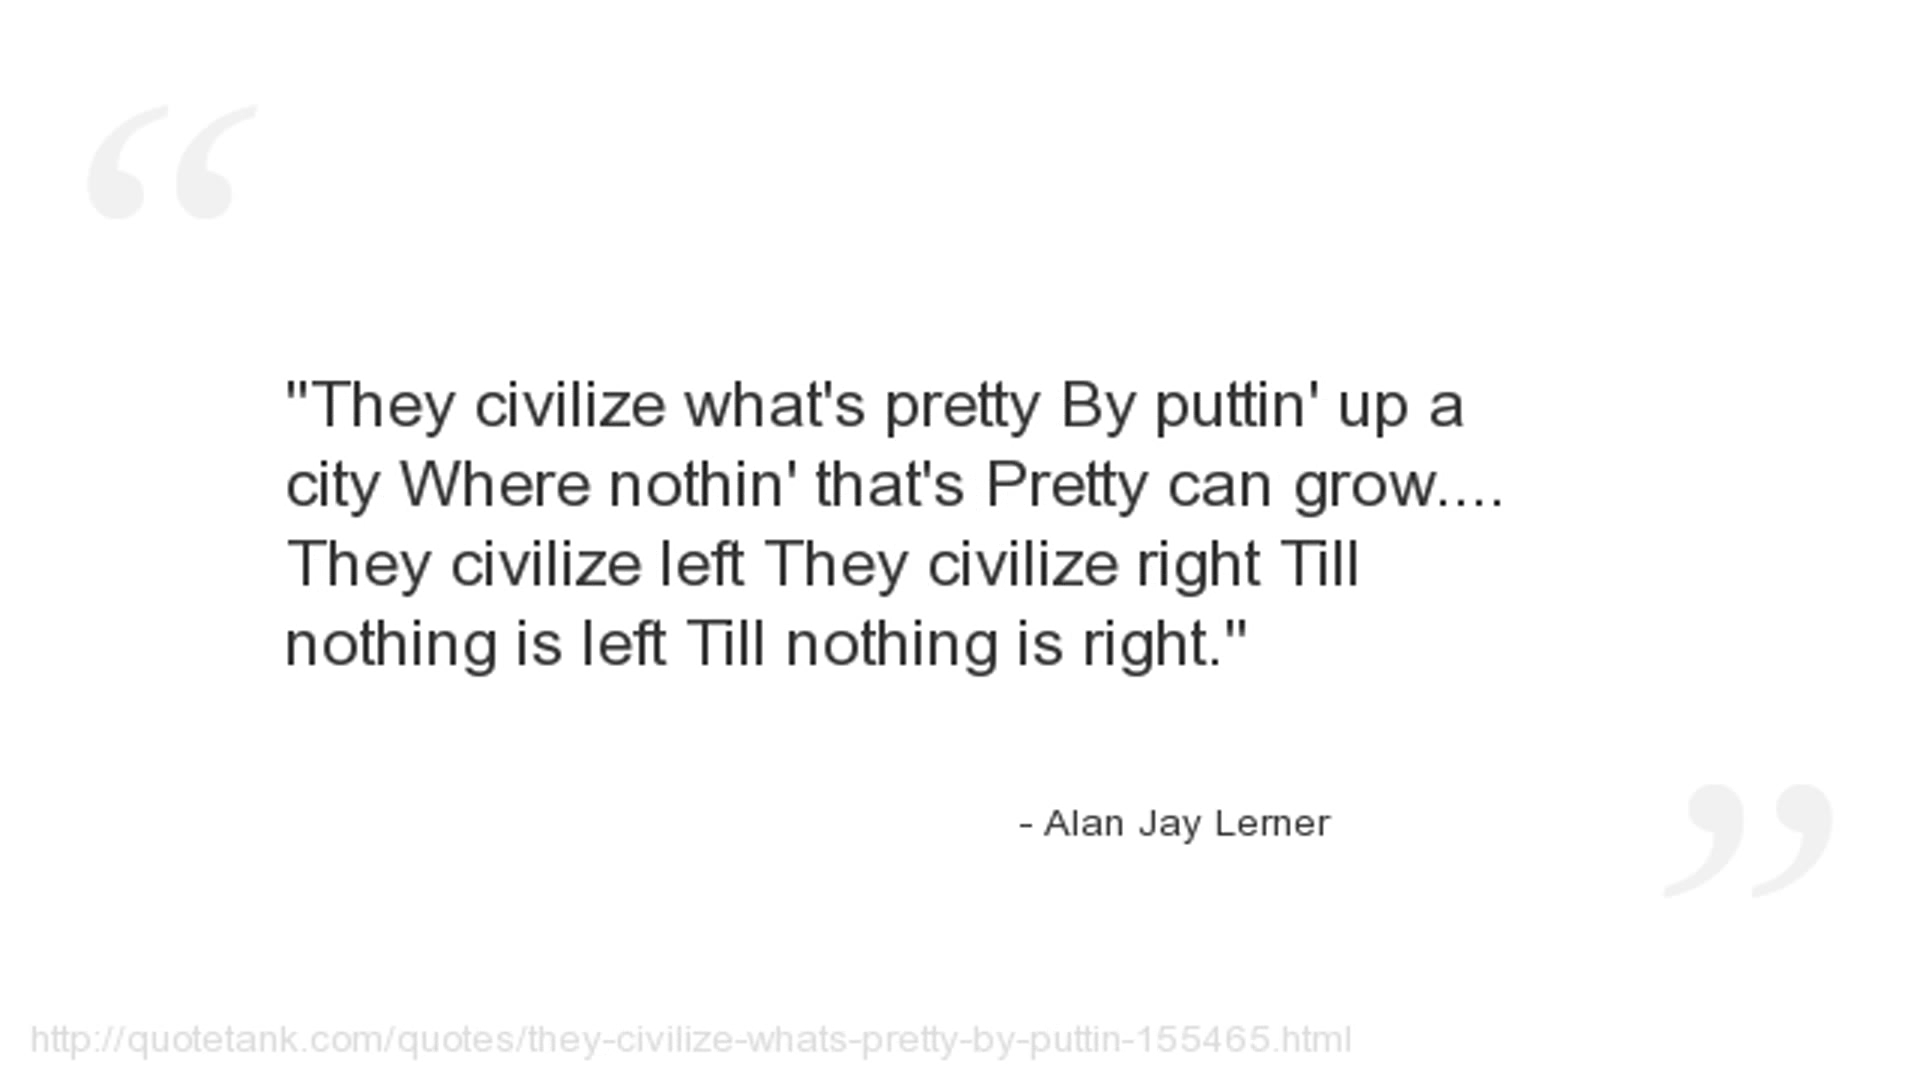 "They civilize what's pretty By puttin' up a
city Where nothin' that's Pretty can grow....
They civilize left They civilize right Till
nothing is left Till nothing is right."
- Alan Jay Lerner
http://quotetank.com/quotes/they-civilize-whats-pretty-by-puttin-155465.html